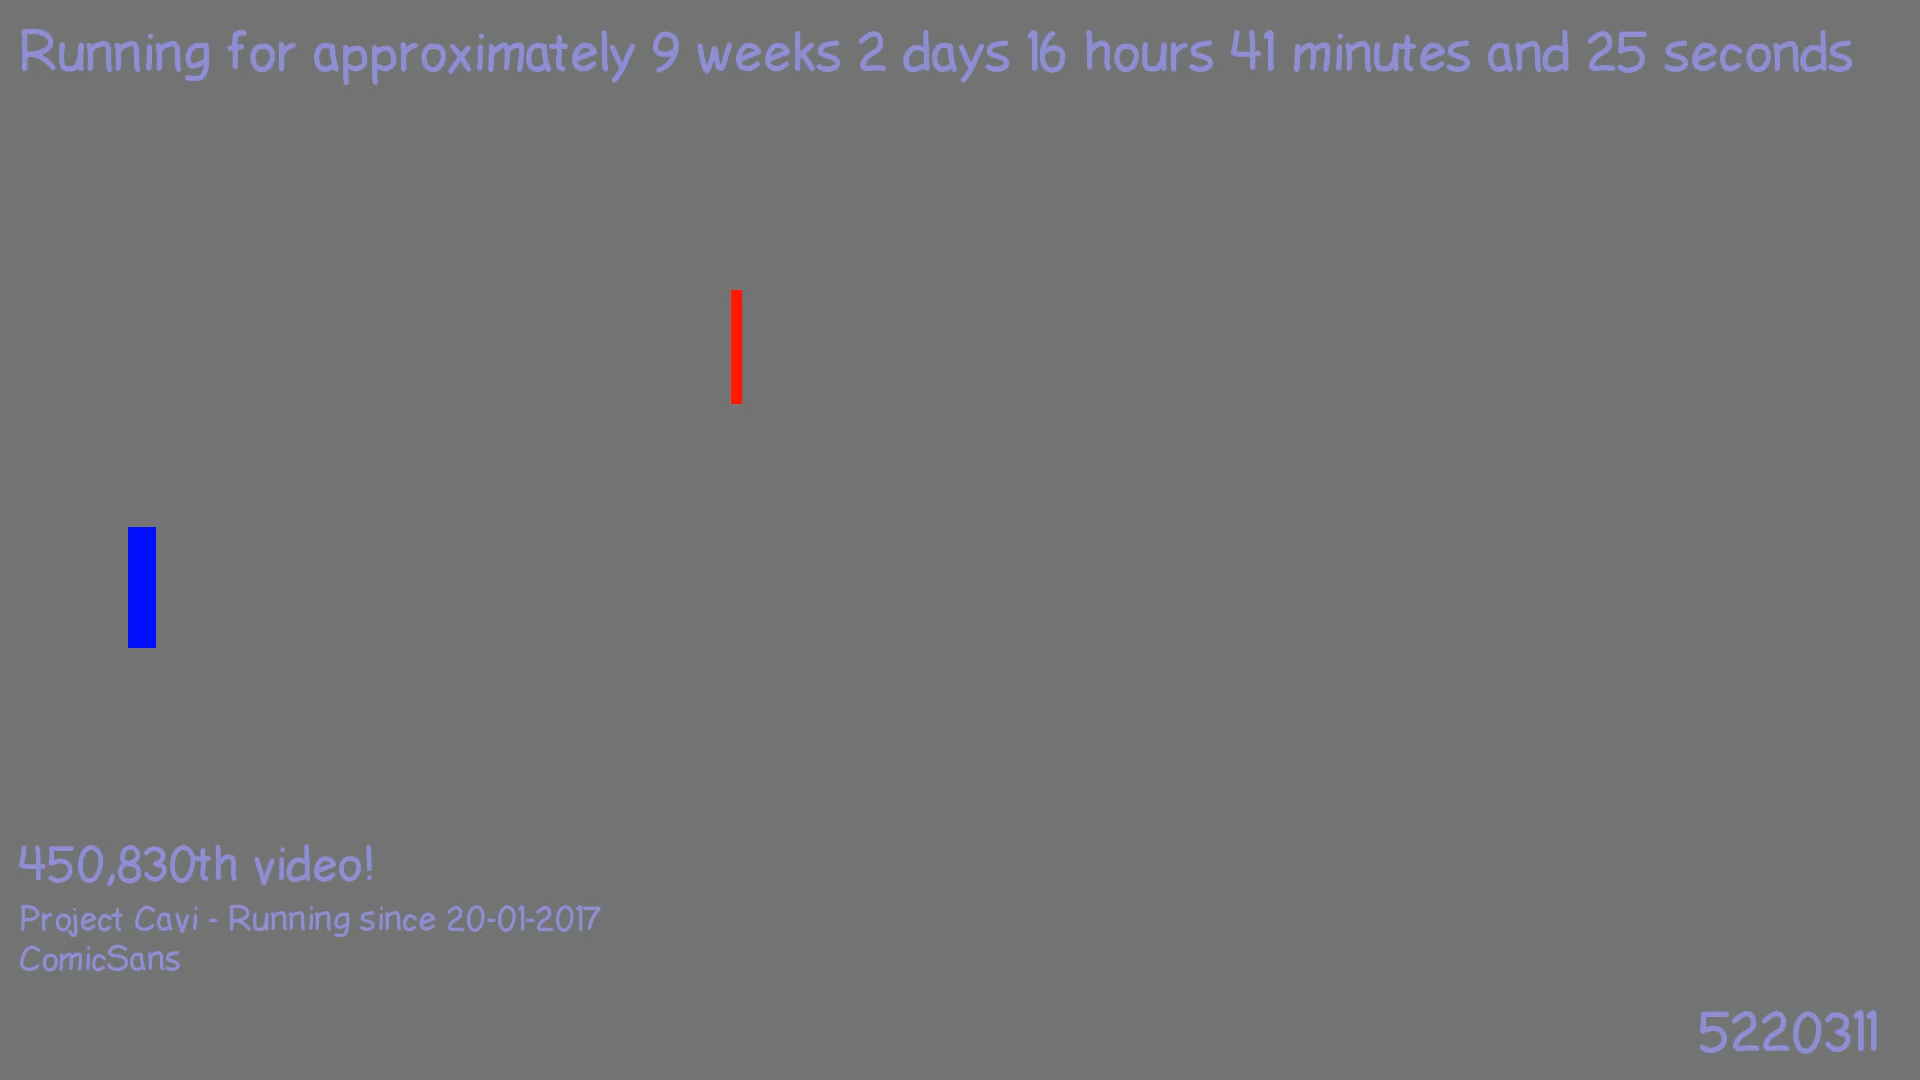 Running for approximately 9 weeks 2 days 16 hours 41 minutes and 25 seconds
450,830th video!
Project Cavi - Running since 20-01-2017
ComicSans
5220311